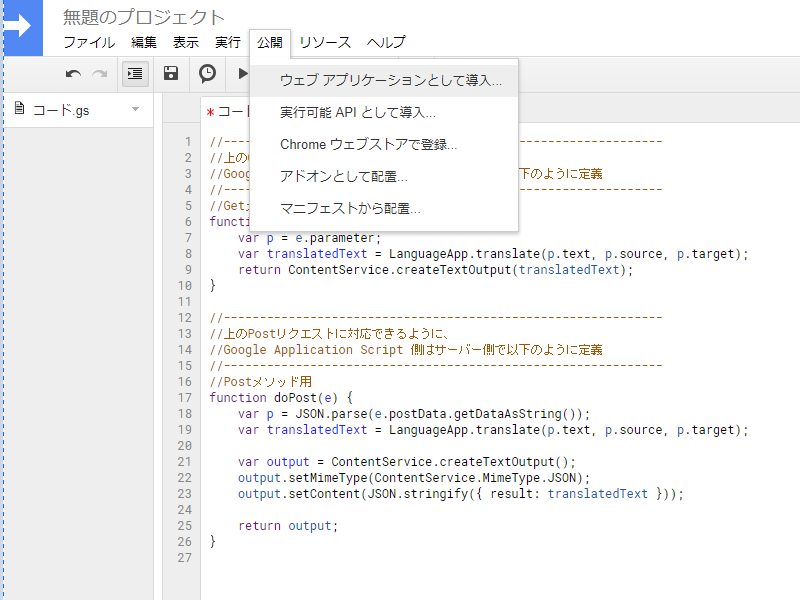 無題のプロジェクト
ファイル 編集 表示 実行 公開 リソース ヘルプ
コード.gs
* コード
ウェブ アプリケーションとして導入...
実行可能 API として導入...
Chrome ウェブストアで登録...
アドオンとして配置...
マニフェストから配置...
1 //-------------------------------------------------------------
2 //上の
3 //Goog 下のように定義
4 //-------------------------------------------------------------
5 //Get
6 functi
7 var p = e.parameter;
8 var translatedText = LanguageApp.translate(p.text, p.source, p.target);
9 return ContentService.createTextOutput(translatedText);
10 }
11
12 //-------------------------------------------------------------
13 //上のPostリクエストに対応できるように、
14 //Google Application Script 側はサーバー側で以下のように定義
15 //-------------------------------------------------------------
16 //Postメソッド用
17 function doPost(e) {
18 var p = JSON.parse(e.postData.getDataAsString());
19 var translatedText = LanguageApp.translate(p.text, p.source, p.target);
20
21 var output = ContentService.createTextOutput();
22 output.setMimeType(ContentService.MimeType.JSON);
23 output.setContent(JSON.stringify({ result: translatedText }));
24
25 return output;
26 }
27